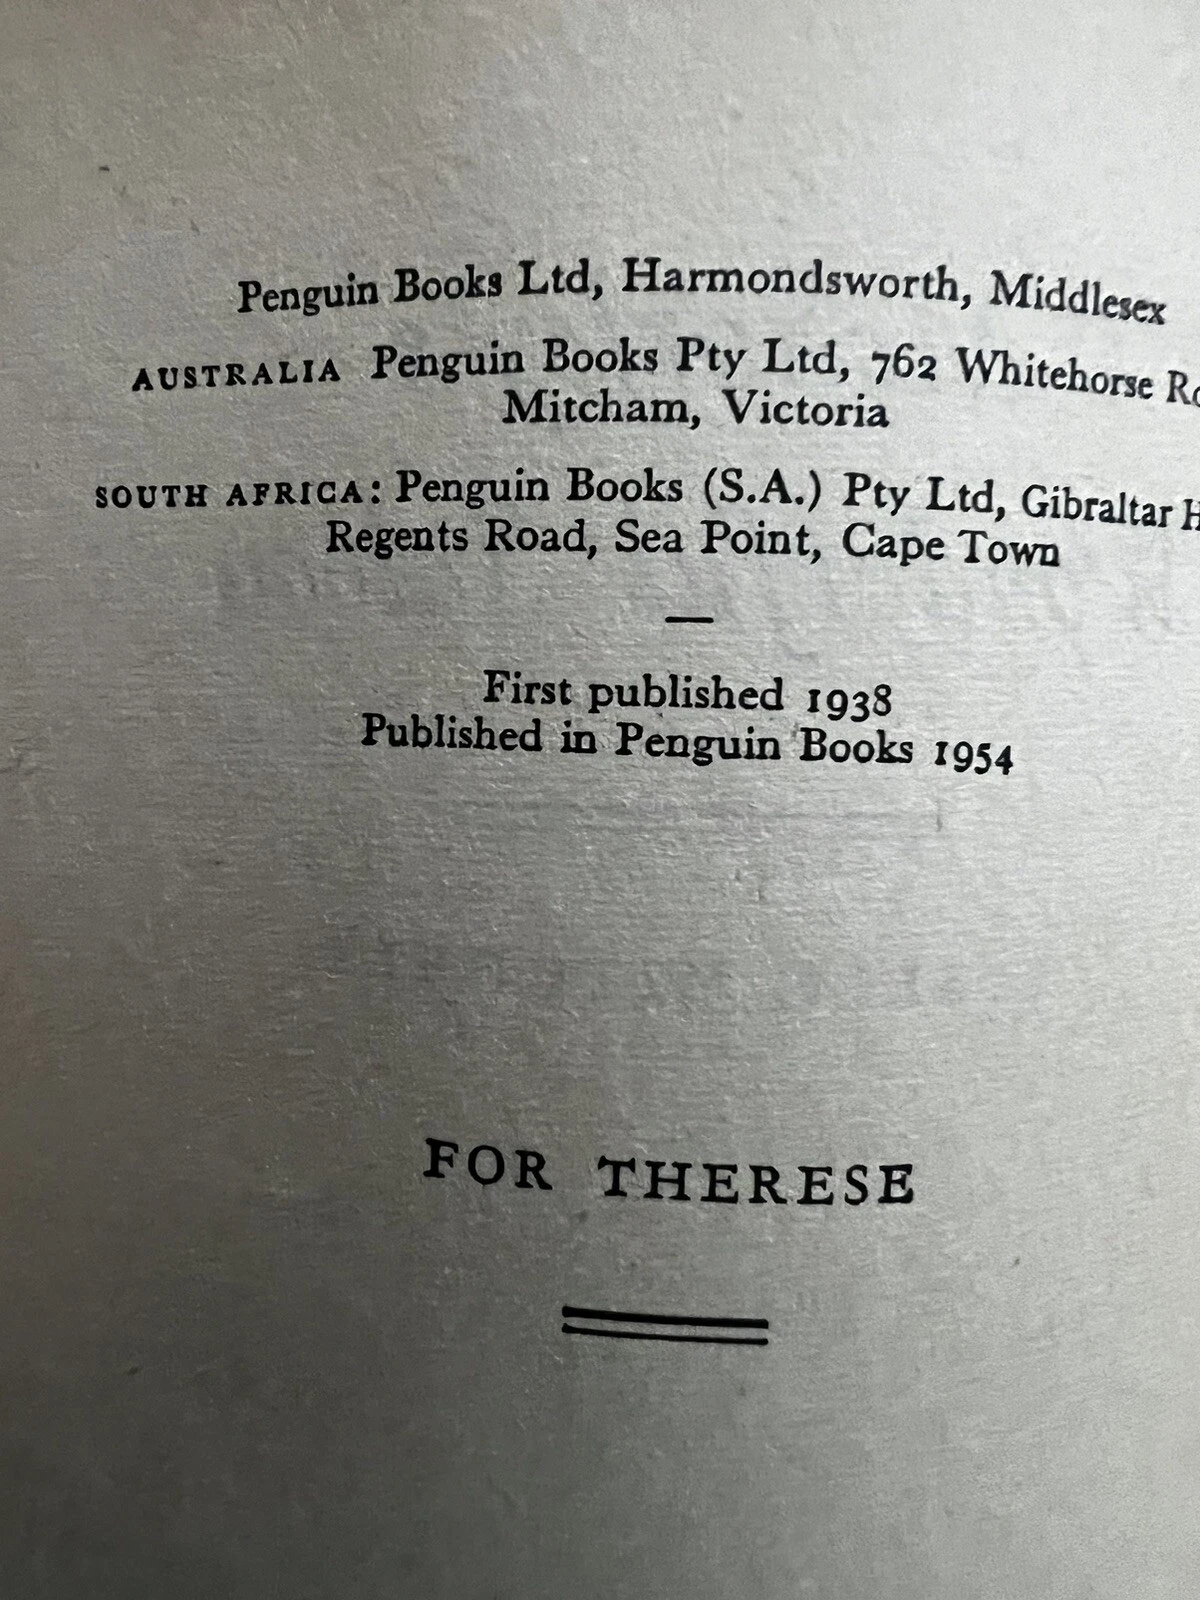 Penguin Books Ltd, Harmondsworth, Middlesex
AUSTRALIA Penguin Books Pty Ltd, 762 Whitehorse
Mitcham, Victoria
SOUTH AFRICA: Penguin Books (S.A.) Pty Ltd, Gibraltar
Regents Road, Sea Point, Cape Town
—
First published 1938
Published in Penguin Books 1954
FOR THERESE